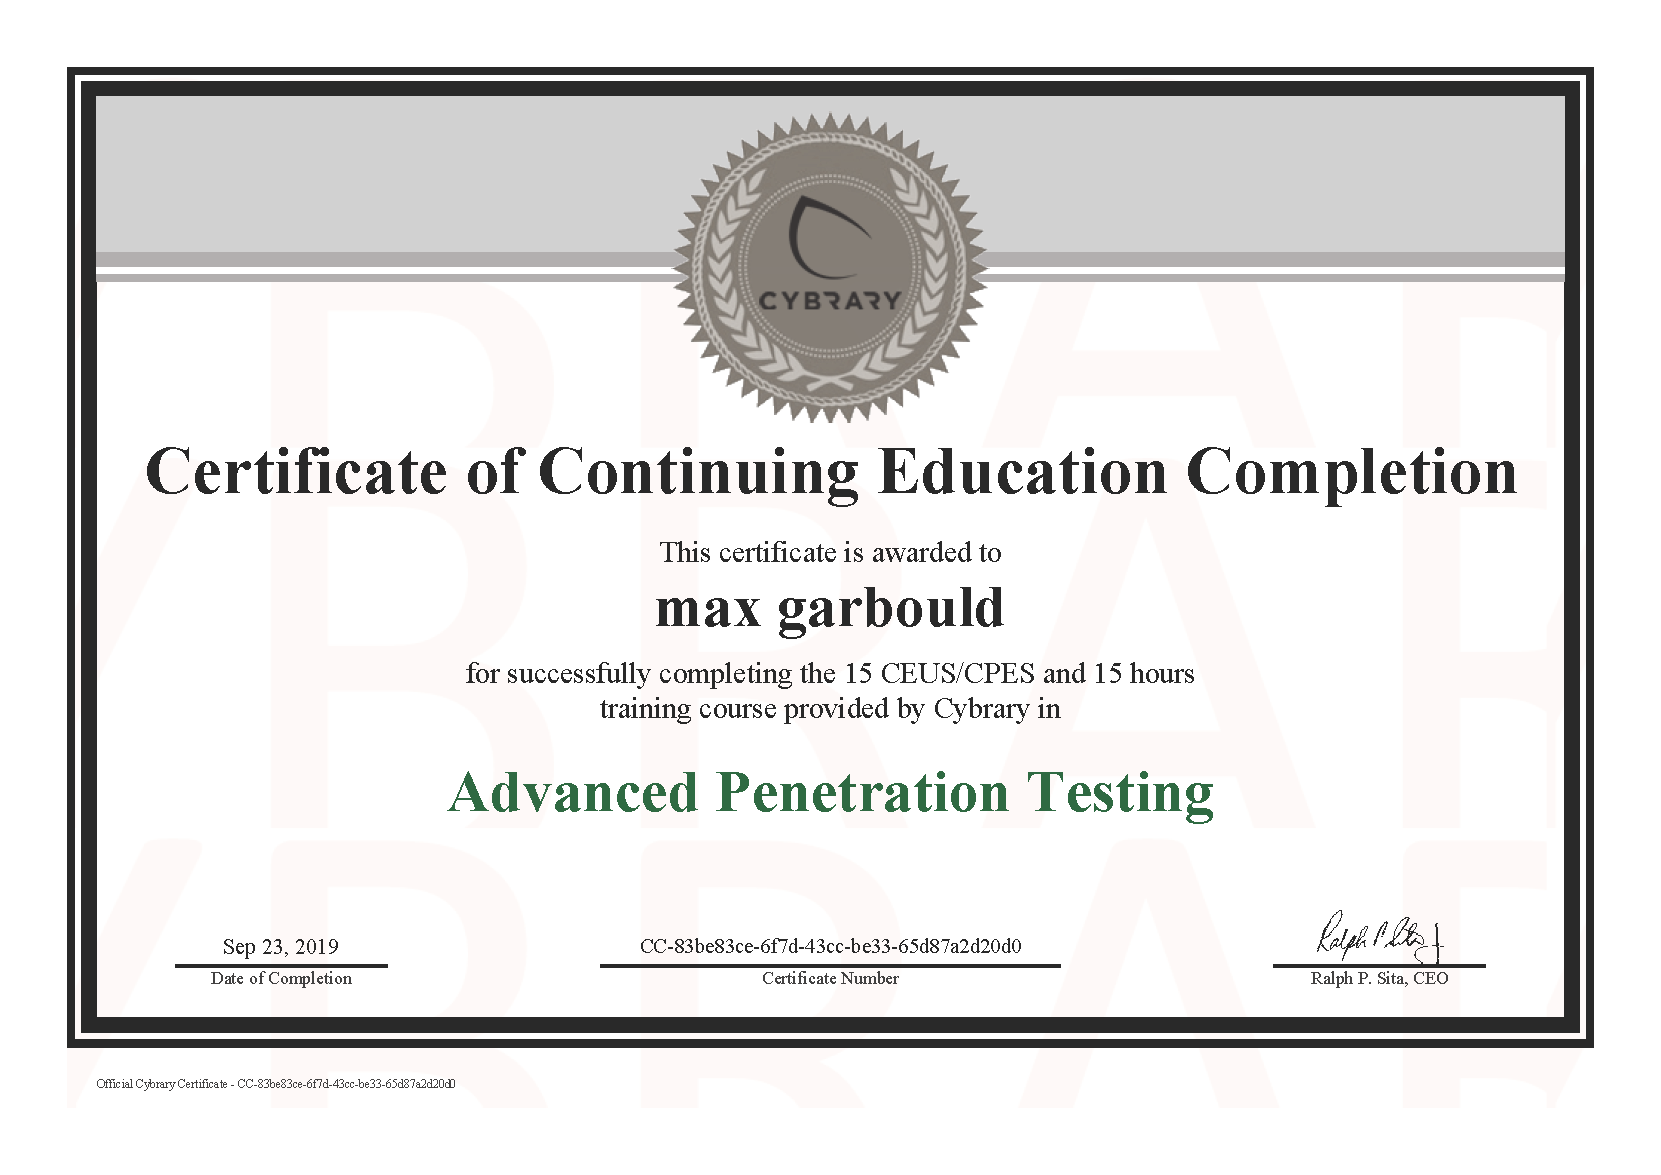 CYBRARY
Certificate of Continuing Education Completion
This certificate is awarded to
max garbould
for successfully completing the 15 CEUS/CPES and 15 hours
training course provided by Cybrary in
Advanced Penetration Testing
Sep 23, 2019
Date of Completion
CC-83be83ce-6f7d-43cc-be33-65d87a2d20d0
Certificate Number
Ralph P. Sita, CEO
Official Cybrary Certificate - CC-83be83ce-6f7d-43cc-be33-65d87a2d20d0